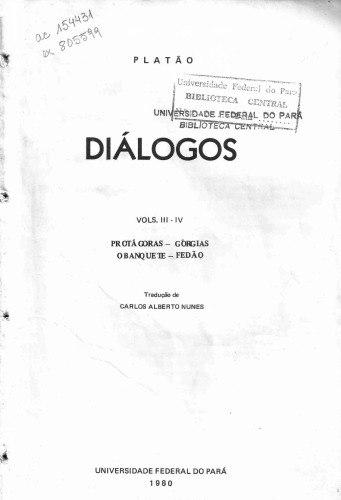 ac 154431
ex 805599
PLATÃO
Universidade Federal do Pará
BIBLIOTECA CENTRAL
UNIVERSIDADE FEDERAL DO PARÁ
BIBLIOTECA CENTRAL
DIÁLOGOS
VOLS. III - IV
PROTÁGORAS – GÓRGIAS
O BANQUETE – FEDÃO
Tradução de
CARLOS ALBERTO NUNES
UNIVERSIDADE FEDERAL DO PARÁ
1980